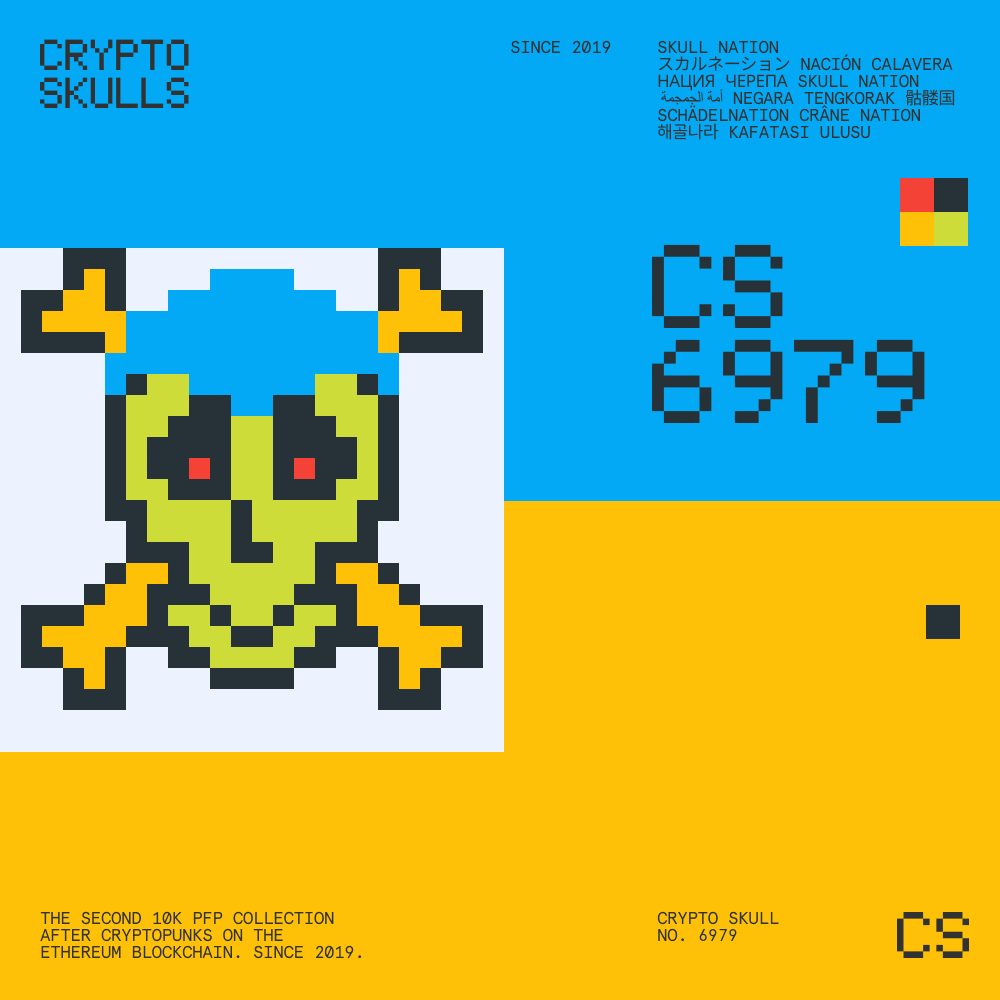 CRYPTO
SKULLS
SINCE 2019
SKULL NATION
スカルネーション NACIÓN CALAVERA
НАЦИЯ ЧЕРЕПА SKULL NATION
أمة الجمجمة NEGARA TENGKORAK 骷髅国
SCHÄDELNATION CRÂNE NATION
해골나라 KAFATASI ULUSU
CS
6979
THE SECOND 10K PFP COLLECTION
AFTER CRYPTOPUNKS ON THE
ETHEREUM BLOCKCHAIN. SINCE 2019.
CRYPTO SKULL
NO. 6979
CS